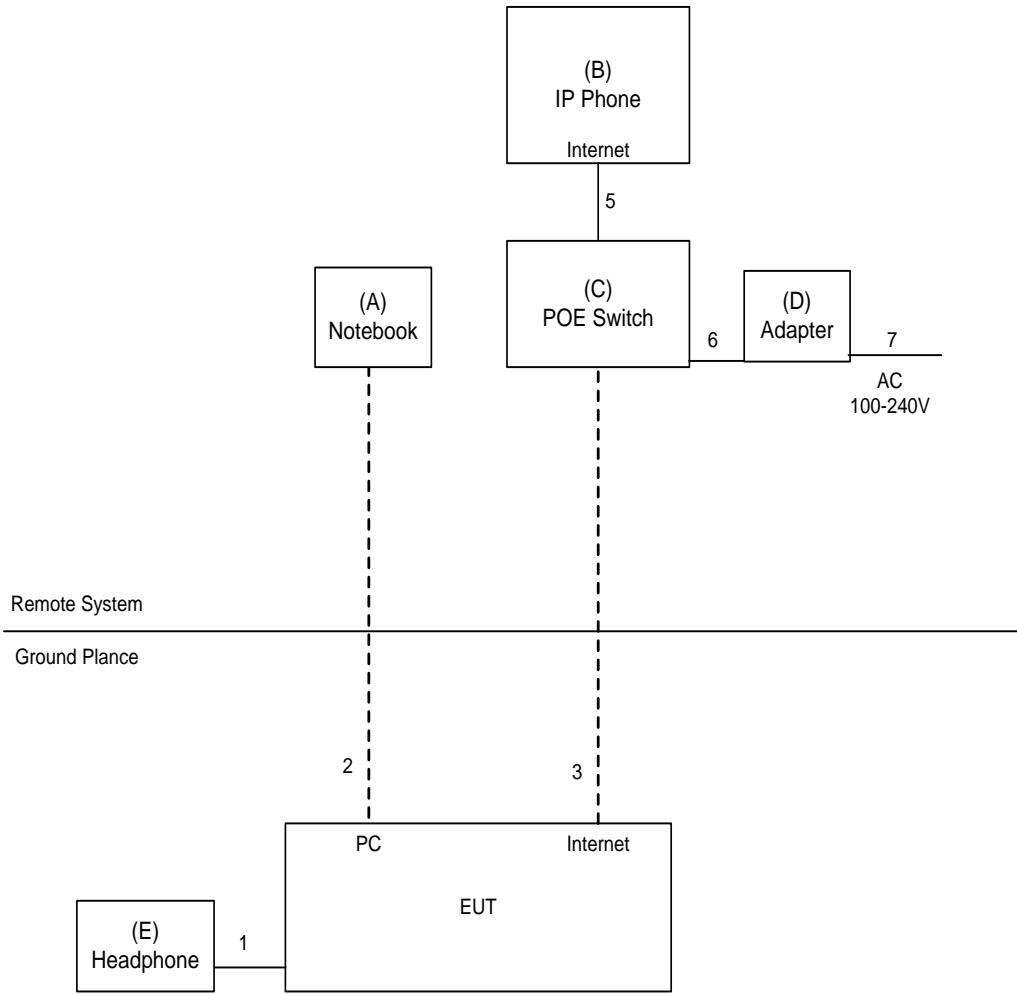 (B)
IP Phone
Internet
5
(A)
Notebook
(C)
POE Switch
6
(D)
Adapter
7
AC
100-240V
Remote System
Ground Plance
2
3
PC
Internet
EUT
(E)
Headphone
1